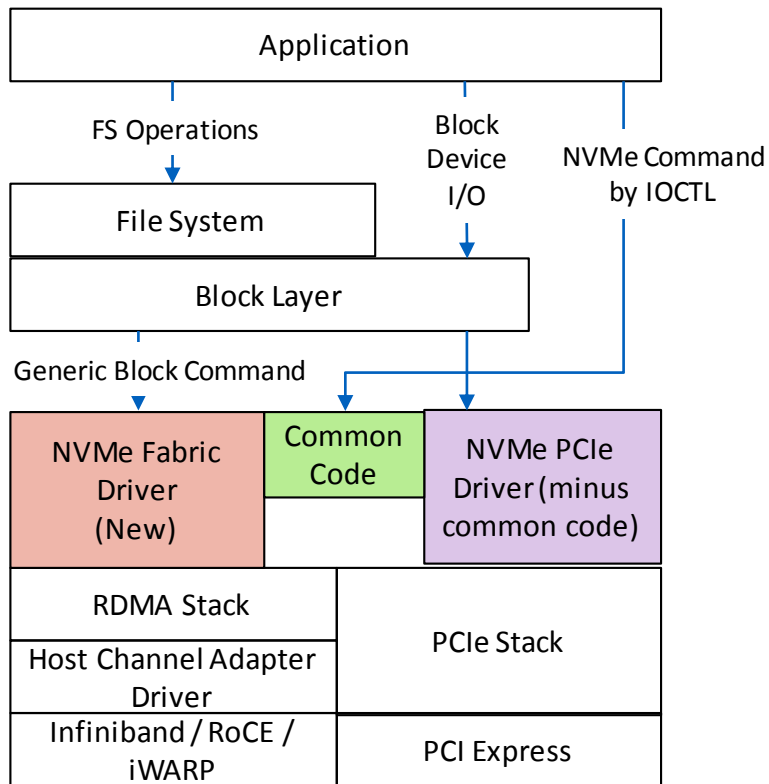 Application
FS Operations
Block
Device
I/O
NVMe Command
by IOCTL
File System
Block Layer
Generic Block Command
NVMe Fabric
Driver
(New)
Common
Code
NVMe PCIe
Driver (minus
common code)
RDMA Stack
Host Channel Adapter
Driver
PCIe Stack
Infiniband / RoCE /
iWARP
PCI Express